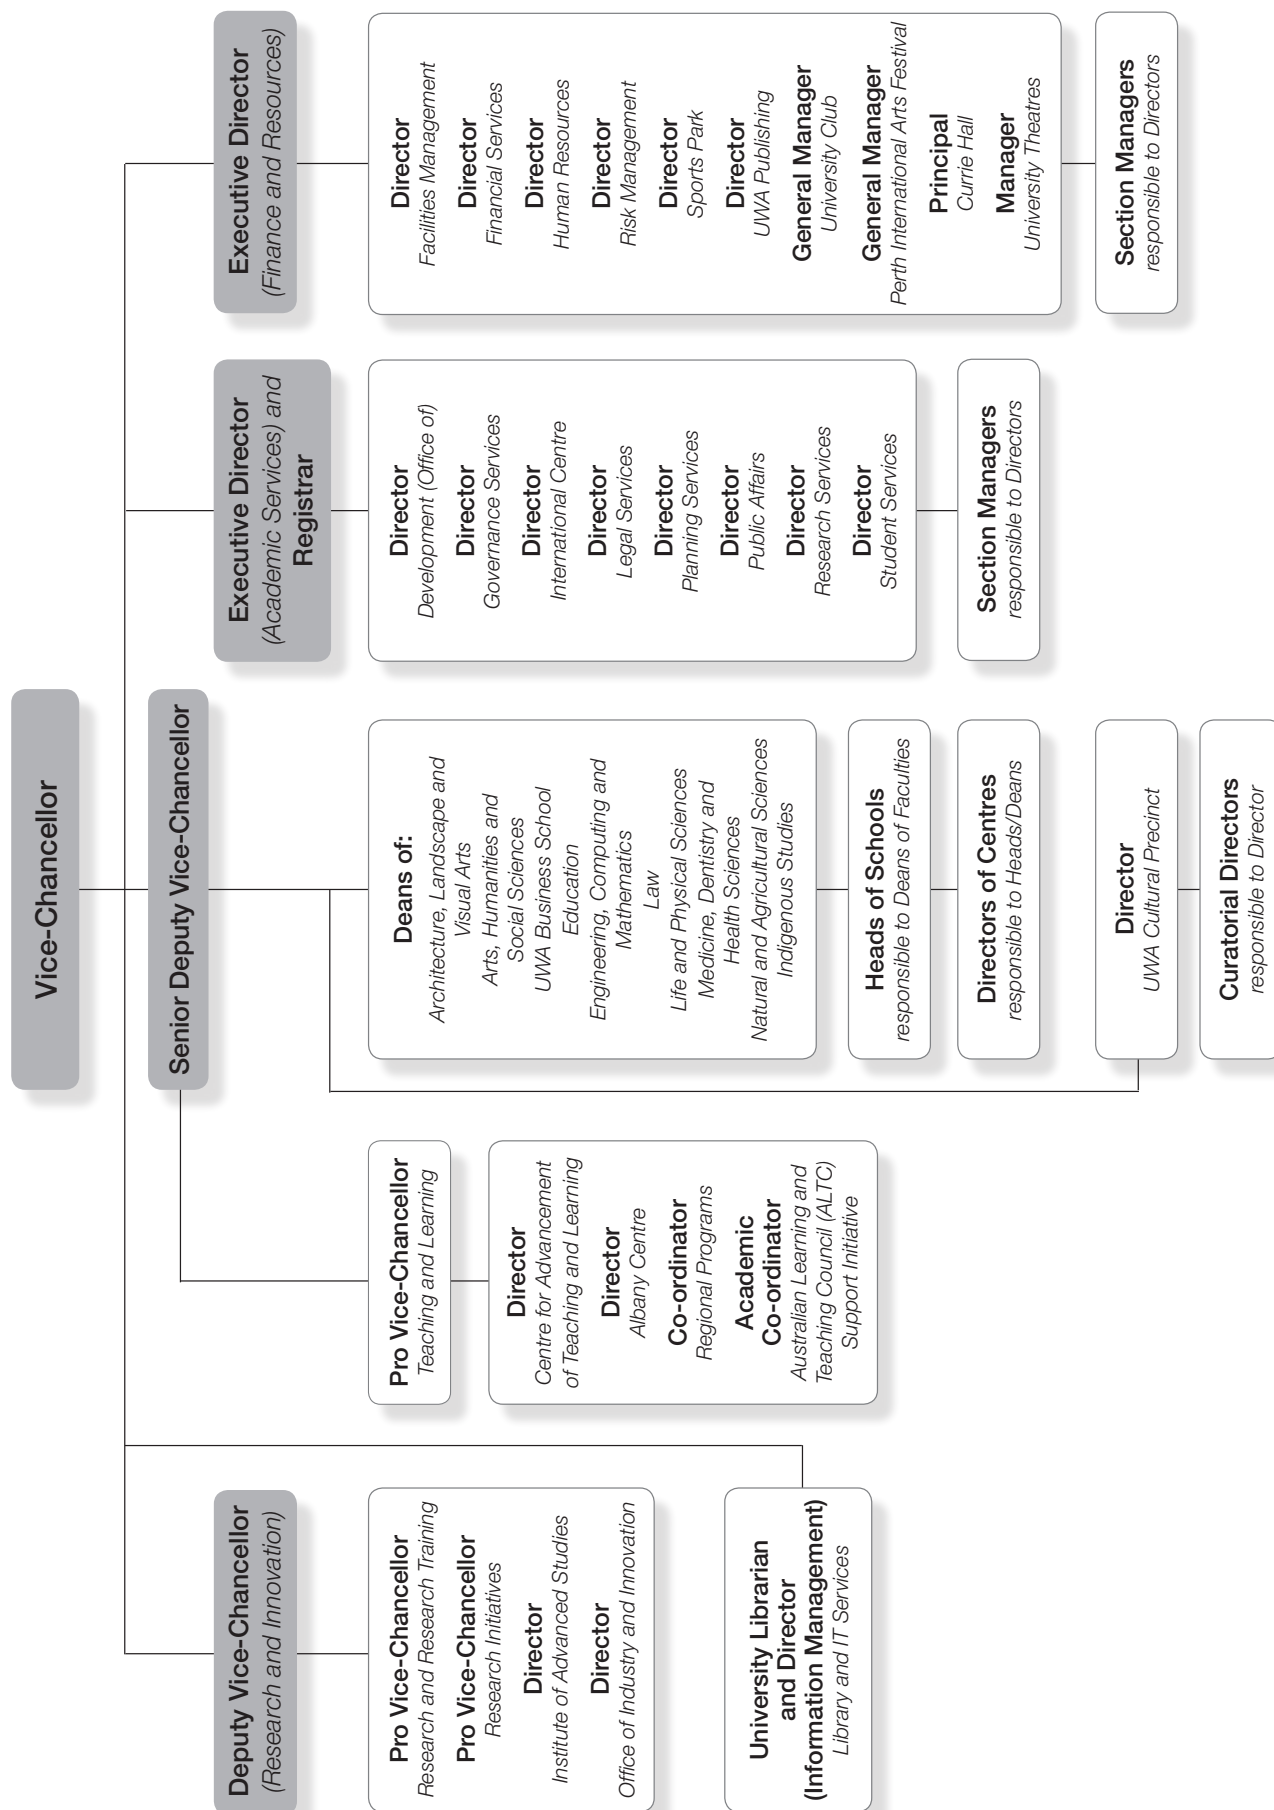 Vice-Chancellor
Senior Deputy Vice-Chancellor
Deputy Vice-Chancellor
(Research and Innovation)
Pro Vice-Chancellor
Research and Research Training
Pro Vice-Chancellor
Research Initiatives
Director
Institute of Advanced Studies
Director
Office of Industry and Innovation
University Librarian
and Director
(Information Management)
Library and IT Services
Pro Vice-Chancellor
Teaching and Learning
Director
Centre for Advancement
of Teaching and Learning
Director
Albany Centre
Co-ordinator
Regional Programs
Academic
Co-ordinator
Australian Learning and
Teaching Council (ALTC)
Support Initiative
Deans of:
Architecture, Landscape and
Visual Arts
Arts, Humanities and
Social Sciences
UWA Business School
Education
Engineering, Computing and
Mathematics
Law
Life and Physical Sciences
Medicine, Dentistry and
Health Sciences
Natural and Agricultural Sciences
Indigenous Studies
Heads of Schools
responsible to Deans of Faculties
Directors of Centres
responsible to Heads/Deans
Director
UWA Cultural Precinct
Curatorial Directors
responsible to Director
Executive Director
(Academic Services) and
Registrar
Director
Development (Office of)
Director
Governance Services
Director
International Centre
Director
Legal Services
Director
Planning Services
Director
Public Affairs
Director
Research Services
Director
Student Services
Section Managers
responsible to Directors
Executive Director
(Finance and Resources)
Director
Facilities Management
Director
Financial Services
Director
Human Resources
Director
Risk Management
Director
Sports Park
Director
UWA Publishing
General Manager
University Club
General Manager
Perth International Arts Festival
Principal
Currie Hall
Manager
University Theatres
Section Managers
responsible to Directors